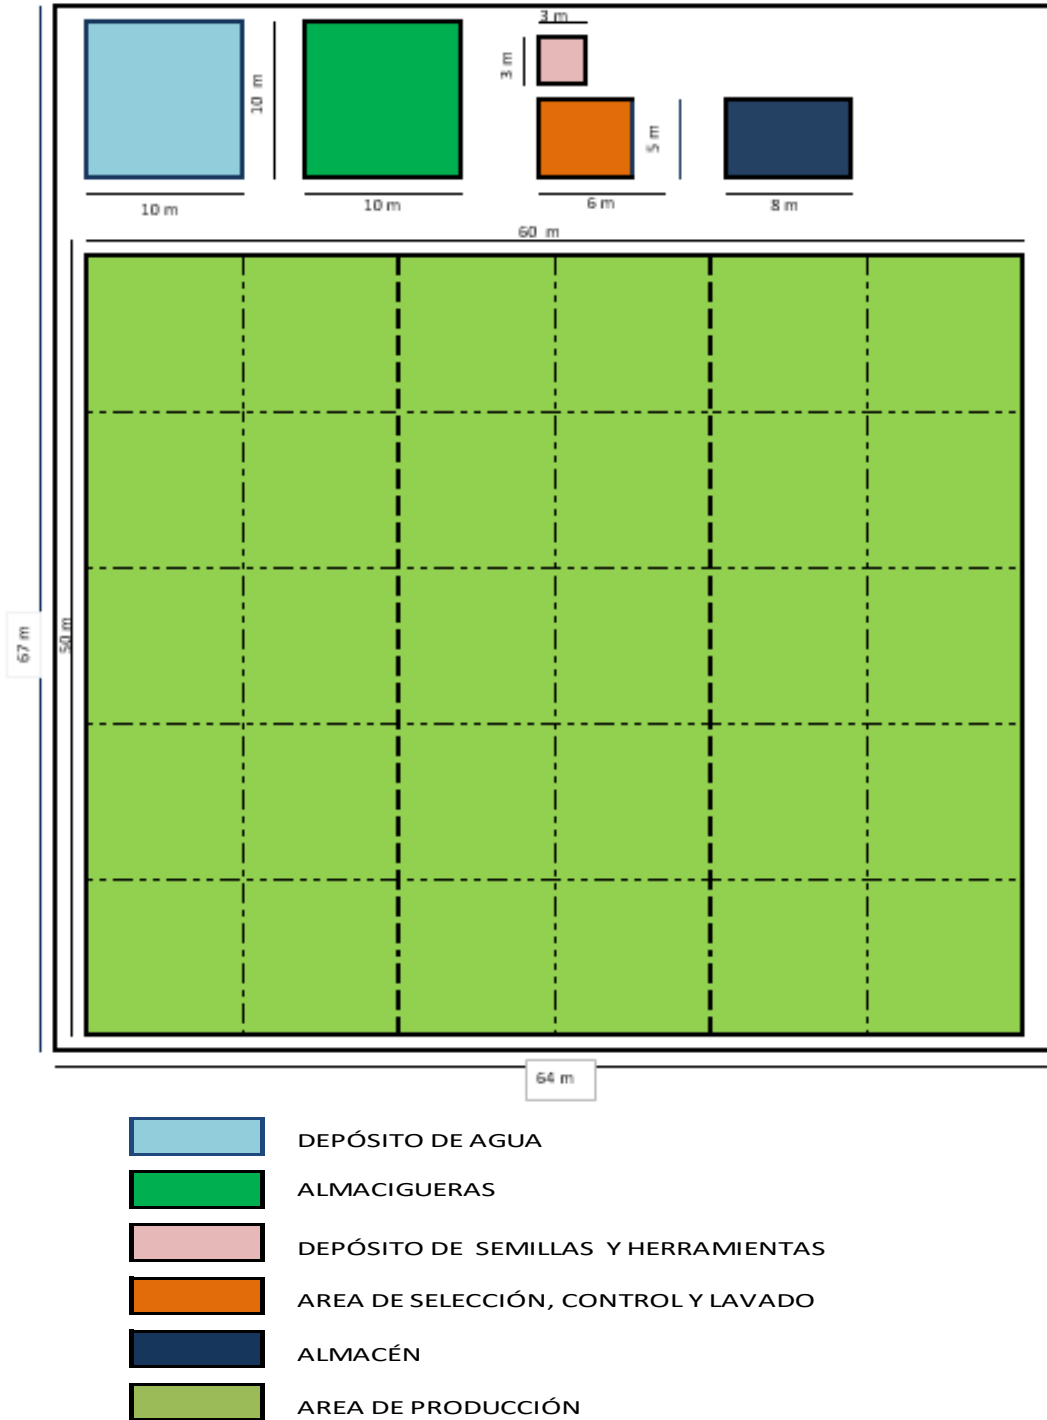 3 m
3 m
10 m
5 m
10 m
10 m
6 m
8 m
60 m
50 m
67 m
64 m
DEPÓSITO DE AGUA
ALMACIGUERAS
DEPÓSITO DE SEMILLAS Y HERRAMIENTAS
AREA DE SELECCIÓN, CONTROL Y LAVADO
ALMACÉN
AREA DE PRODUCCIÓN